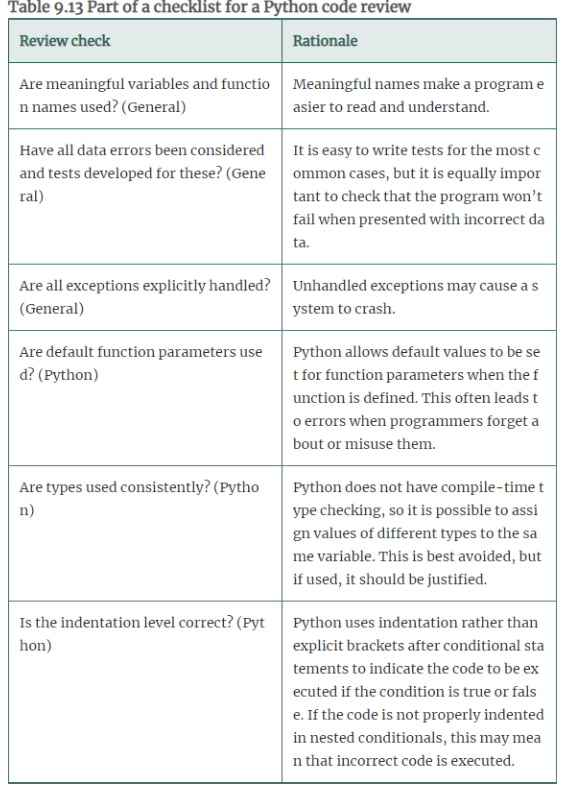 Table 9.13 Part of a checklist for a Python code review
Review check
Rationale
Are meaningful variables and functio
n names used? (General)
Meaningful names make a program e
asier to read and understand.
Have all data errors been considered
and tests developed for these? (Gene
ral)
It is easy to write tests for the most c
ommon cases, but it is equally impor
tant to check that the program won’t
fail when presented with incorrect da
ta.
Are all exceptions explicitly handled?
(General)
Unhandled exceptions may cause a s
ystem to crash.
Are default function parameters use
d? (Python)
Python allows default values to be se
t for function parameters when the f
unction is defined. This often leads t
o errors when programmers forget a
bout or misuse them.
Are types used consistently? (Pytho
n)
Python does not have compile-time t
ype checking, so it is possible to assi
gn values of different types to the sa
me variable. This is best avoided, but
if used, it should be justified.
Is the indentation level correct? (Pyt
hon)
Python uses indentation rather than
explicit brackets after conditional sta
tements to indicate the code to be ex
ecuted if the condition is true or fals
e. If the code is not properly indented
in nested conditionals, this may mea
n that incorrect code is executed.